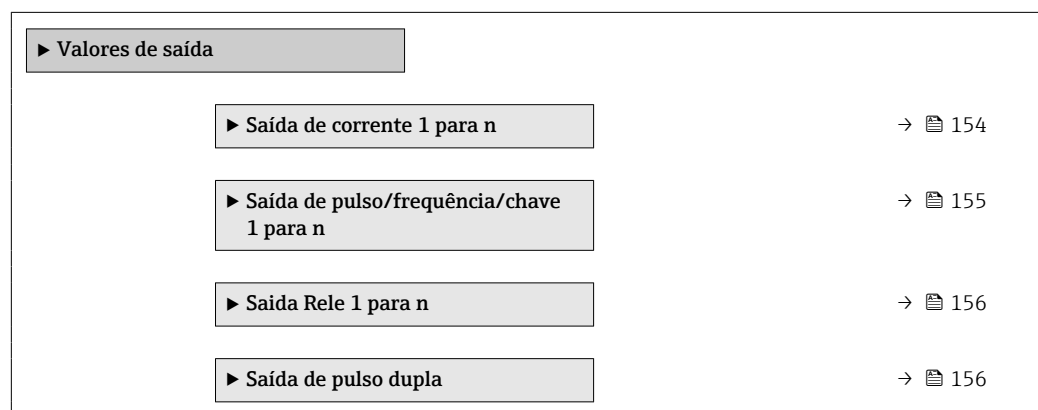 ▶ Valores de saída
▶ Saída de corrente 1 para n → 154
▶ Saída de pulso/frequência/chave → 155
1 para n
▶ Saida Rele 1 para n → 156
▶ Saída de pulso dupla → 156